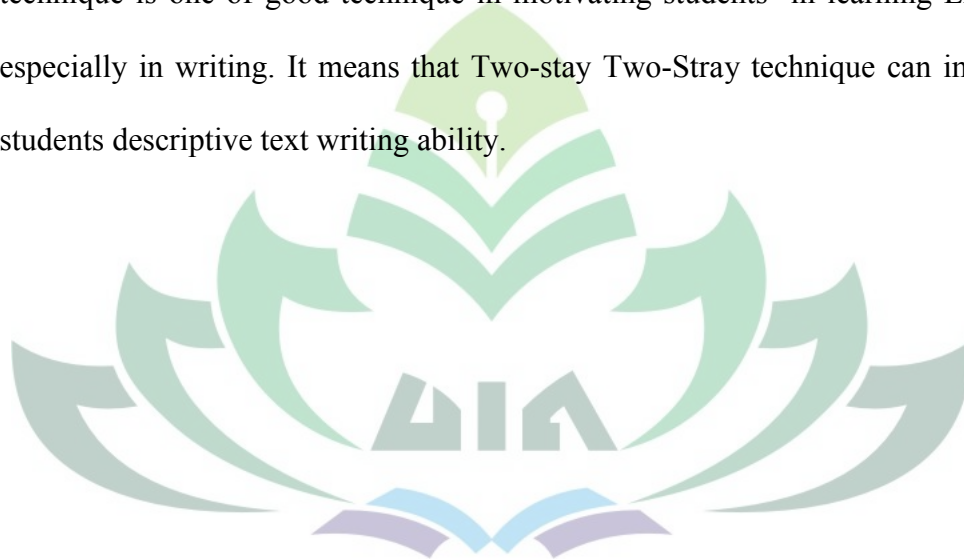 technique is one of good technique in motivating students in learning
especially in writing. It means that Two-stay Two-Stray technique can
students descriptive text writing ability.
UIN